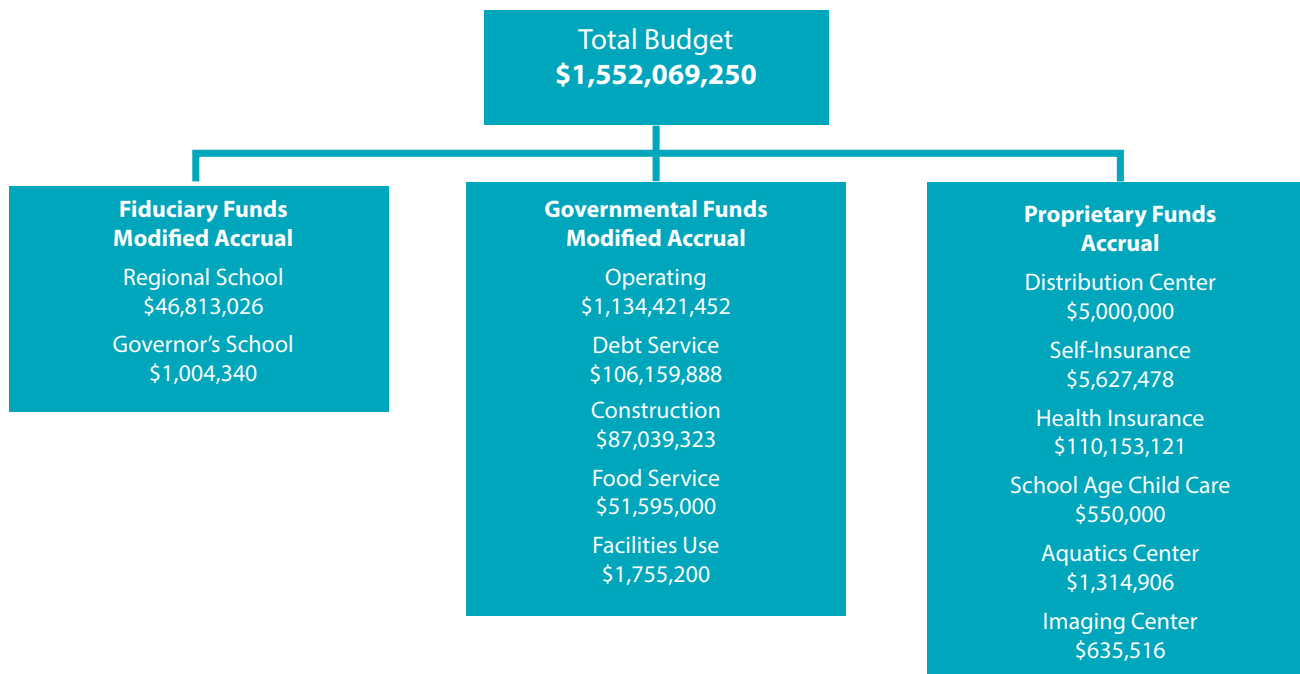 Total Budget
$1,552,069,250
Fiduciary Funds
Modified Accrual
Regional School
$46,813,026
Governor’s School
$1,004,340
Governmental Funds
Modified Accrual
Operating
$1,134,421,452
Debt Service
$106,159,888
Construction
$87,039,323
Food Service
$51,595,000
Facilities Use
$1,755,200
Proprietary Funds
Accrual
Distribution Center
$5,000,000
Self-Insurance
$5,627,478
Health Insurance
$110,153,121
School Age Child Care
$550,000
Aquatics Center
$1,314,906
Imaging Center
$635,516